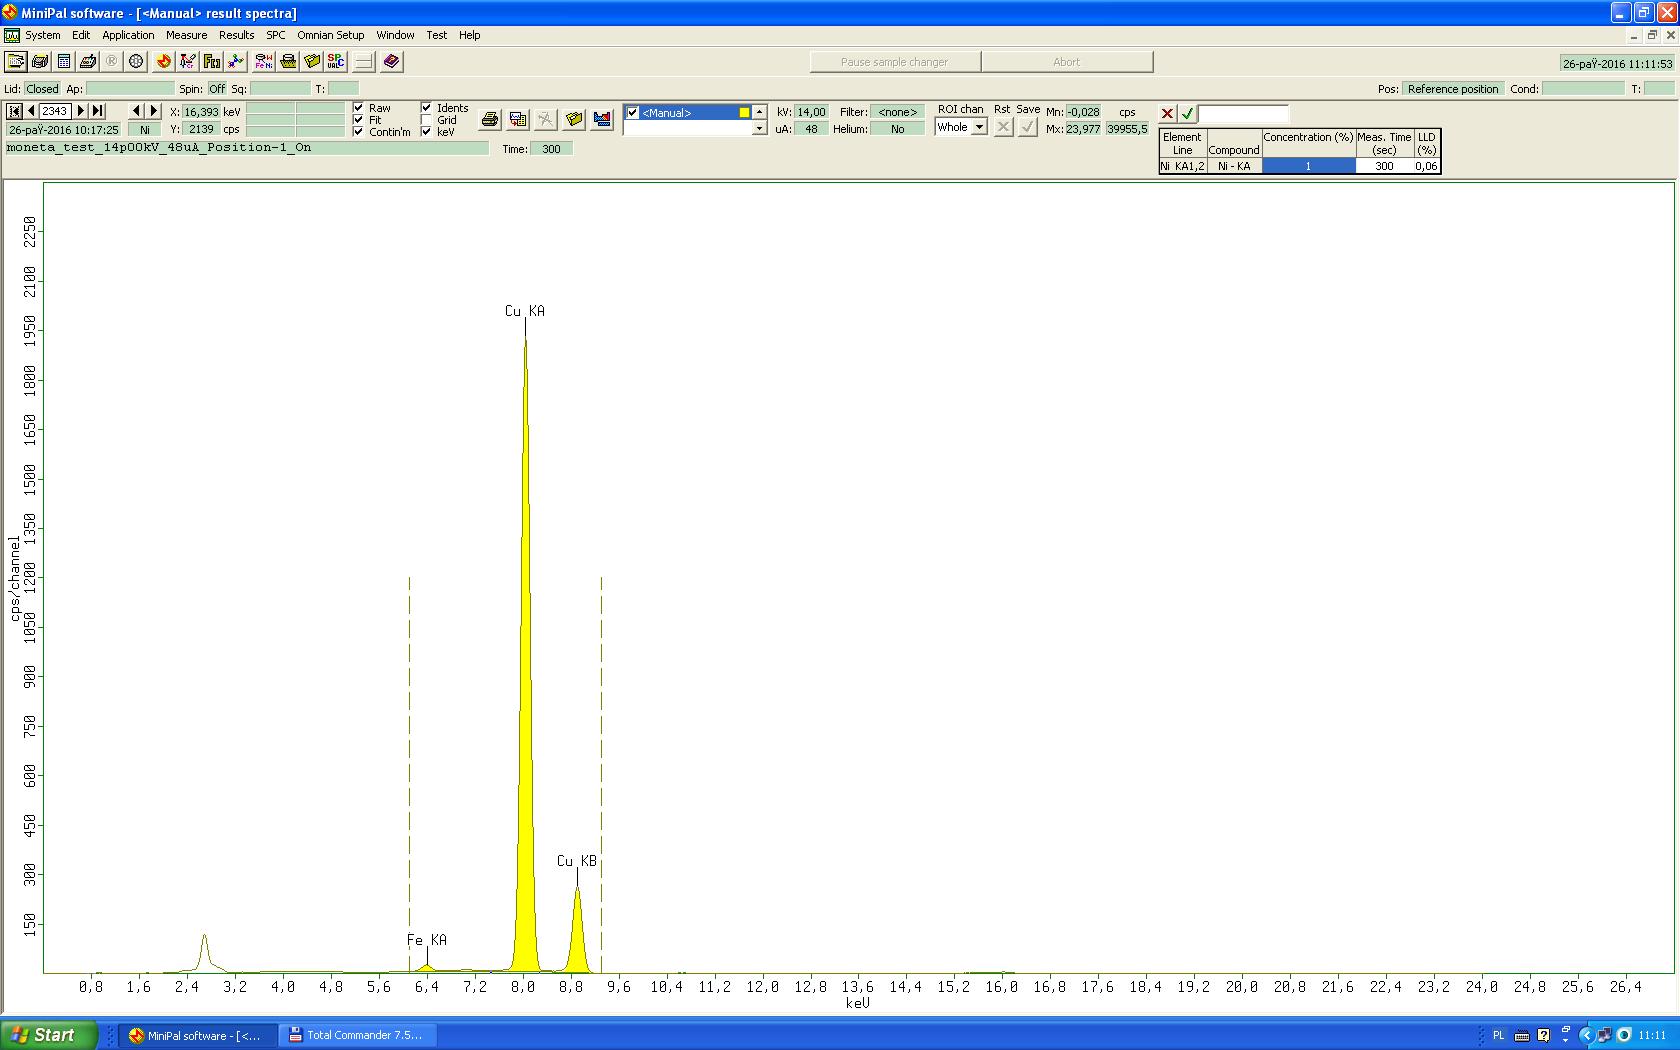 MiniPal software - [<Manual> result spectra]
System Edit Application Measure Results SPC Omnian Setup Window Test Help
Pause sample changer Abort 26-paÝ-2016 11:11:53
Lid: Closed Ap: Spin: Off Sq: T: Pos: Reference position Cond: T:
2343 X: 16,393 keV Raw Idents <Manual> kV: 14,00 Filter: <none> ROI chan Rst Save Mn: -0,028 cps
26-paÝ-2016 10:17:25 Ni Y: 2139 cps Fit Grid uA: 48 Helium: No Whole Mx: 23,977 39955,5
Contin'm keV
moneta_test_14p00kV_48uA_Position-1_On Time: 300
Element Line Compound Concentration (%) Meas. Time (sec) LLD (%)
Ni KA1,2 Ni - KA 1 300 0,06
2250
2100
1950
1800
1650
1500
1350
1200
1050
900
750
600
450
300
150
cps/channel
Cu KA
Cu KB
Fe KA
0,8 1,6 2,4 3,2 4,0 4,8 5,6 6,4 7,2 8,0 8,8 9,6 10,4 11,2 12,0 12,8 13,6 14,4 15,2 16,0 16,8 17,6 18,4 19,2 20,0 20,8 21,6 22,4 23,2 24,0 24,8 25,6 26,4
keV
Start MiniPal software - [<... Total Commander 7.5... PL 11:11